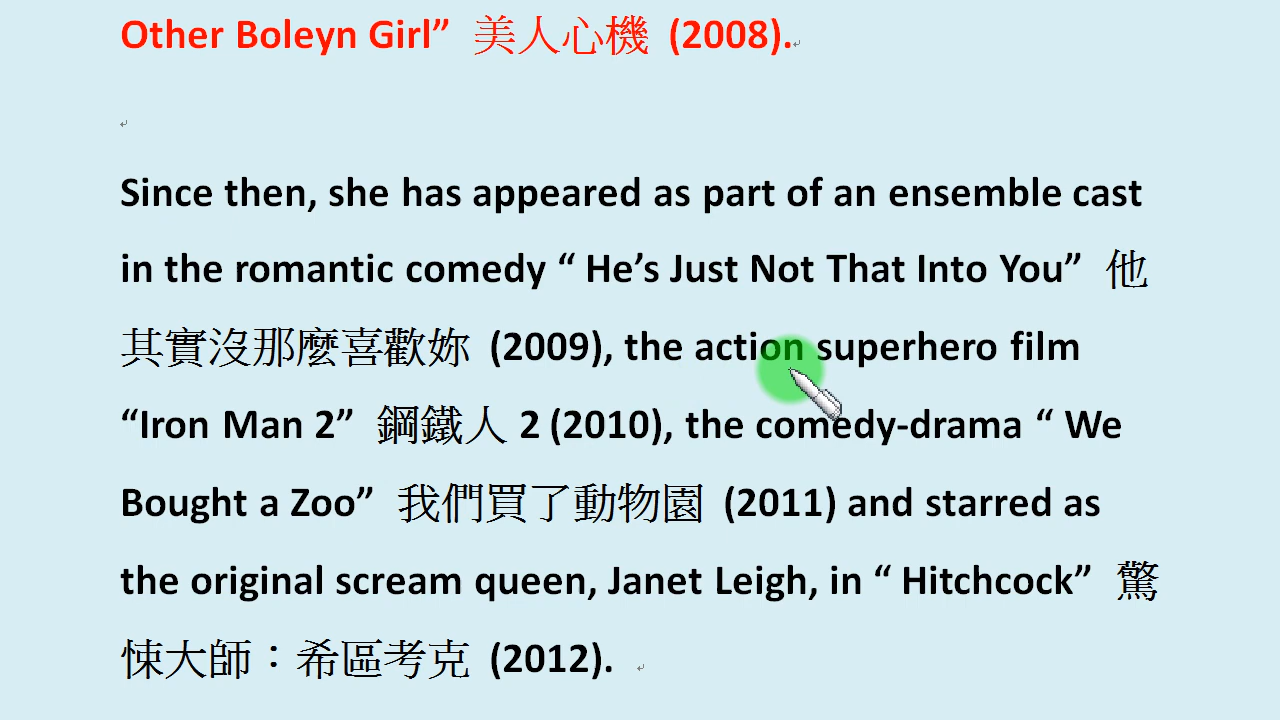 Other Boleyn Girl” 美人心機 (2008).
Since then, she has appeared as part of an ensemble cast
in the romantic comedy “ He’s Just Not That Into You” 他
其實沒那麼喜歡妳 (2009), the action superhero film
“Iron Man 2” 鋼鐵人 2 (2010), the comedy-drama “ We
Bought a Zoo” 我們買了動物園 (2011) and starred as
the original scream queen, Janet Leigh, in “ Hitchcock” 驚
悚大師：希區考克 (2012).